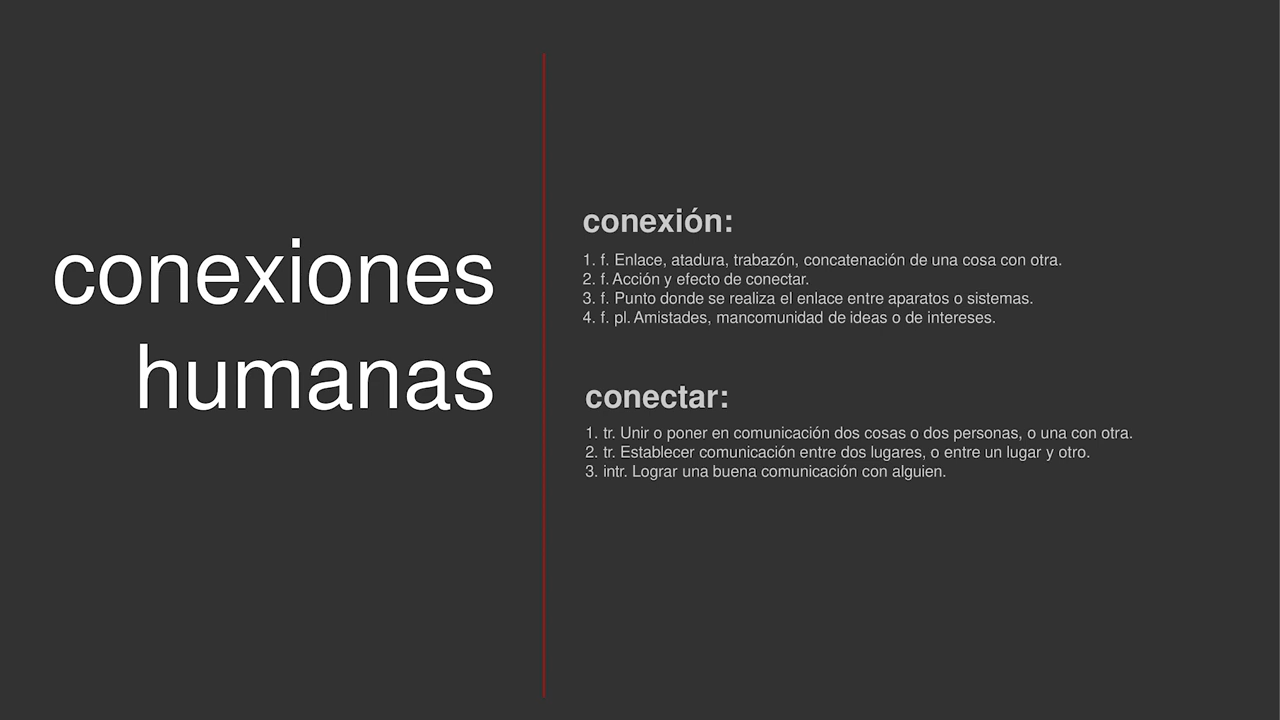 conexiones
humanas
conexión:
1. f. Enlace, atadura, trabazón, concatenación de una cosa con otra.
2. f. Acción y efecto de conectar.
3. f. Punto donde se realiza el enlace entre aparatos o sistemas.
4. f. pl. Amistades, mancomunidad de ideas o de intereses.
conectar:
1. tr. Unir o poner en comunicación dos cosas o dos personas, o una con otra.
2. tr. Establecer comunicación entre dos lugares, o entre un lugar y otro.
3. intr. Lograr una buena comunicación con alguien.